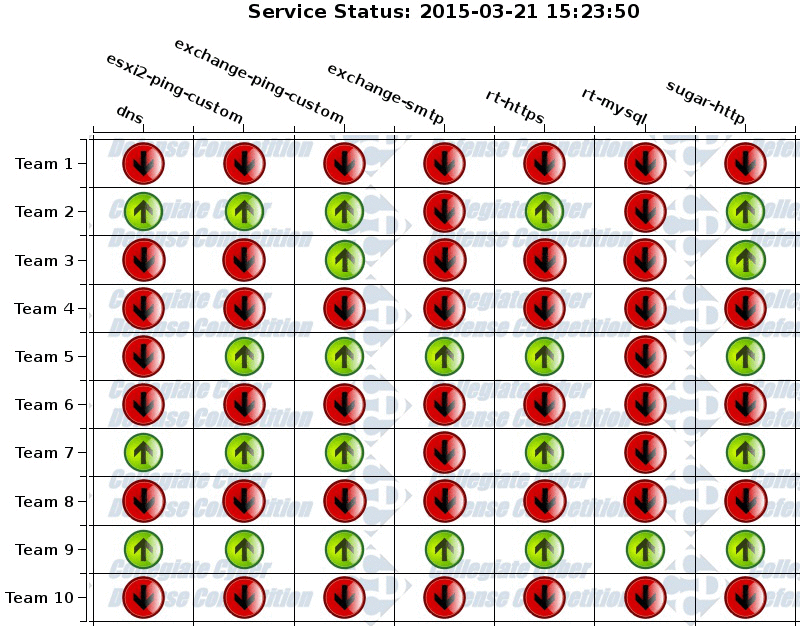 Service Status: 2015-03-21 15:23:50
dns
esxi2-ping-custom
exchange-ping-custom
exchange-smtp
rt-https
rt-mysql
sugar-http
Team 1
Team 2
Team 3
Team 4
Team 5
Team 6
Team 7
Team 8
Team 9
Team 10
Collegiate Cyber
Defense Competition